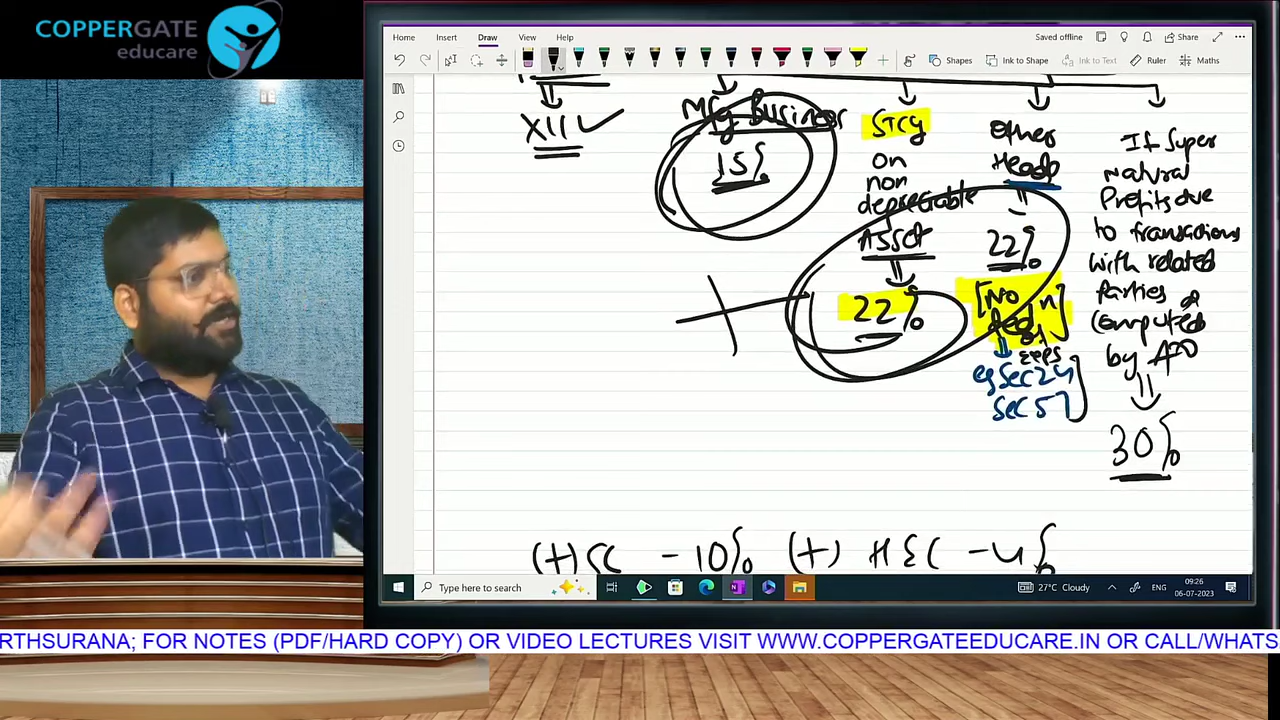 COPPERGATE
educare
Home Insert Draw View Help
Saved offline
Share
Shapes
Ink to Shape
Ink to Text
Ruler
Maths
XII ✓
Mfg Business
15%
STCG
on
non
depreciable
Asset
22%
Other
Heads
22%
[No
of
exps
eg Sec 24
Sec 57
If Super
Natural
Profits due
to transactions
with related
Parties
computed
by A.O
30%
(+) SC - 10% (+) HEC - 4%
Type here to search
27°C Cloudy
ENG
09:26
06-07-2023
RTHSURANA; FOR NOTES (PDF/HARD COPY) OR VIDEO LECTURES VISIT WWW.COPPERGATEEDUCARE.IN OR CALL/WHATS